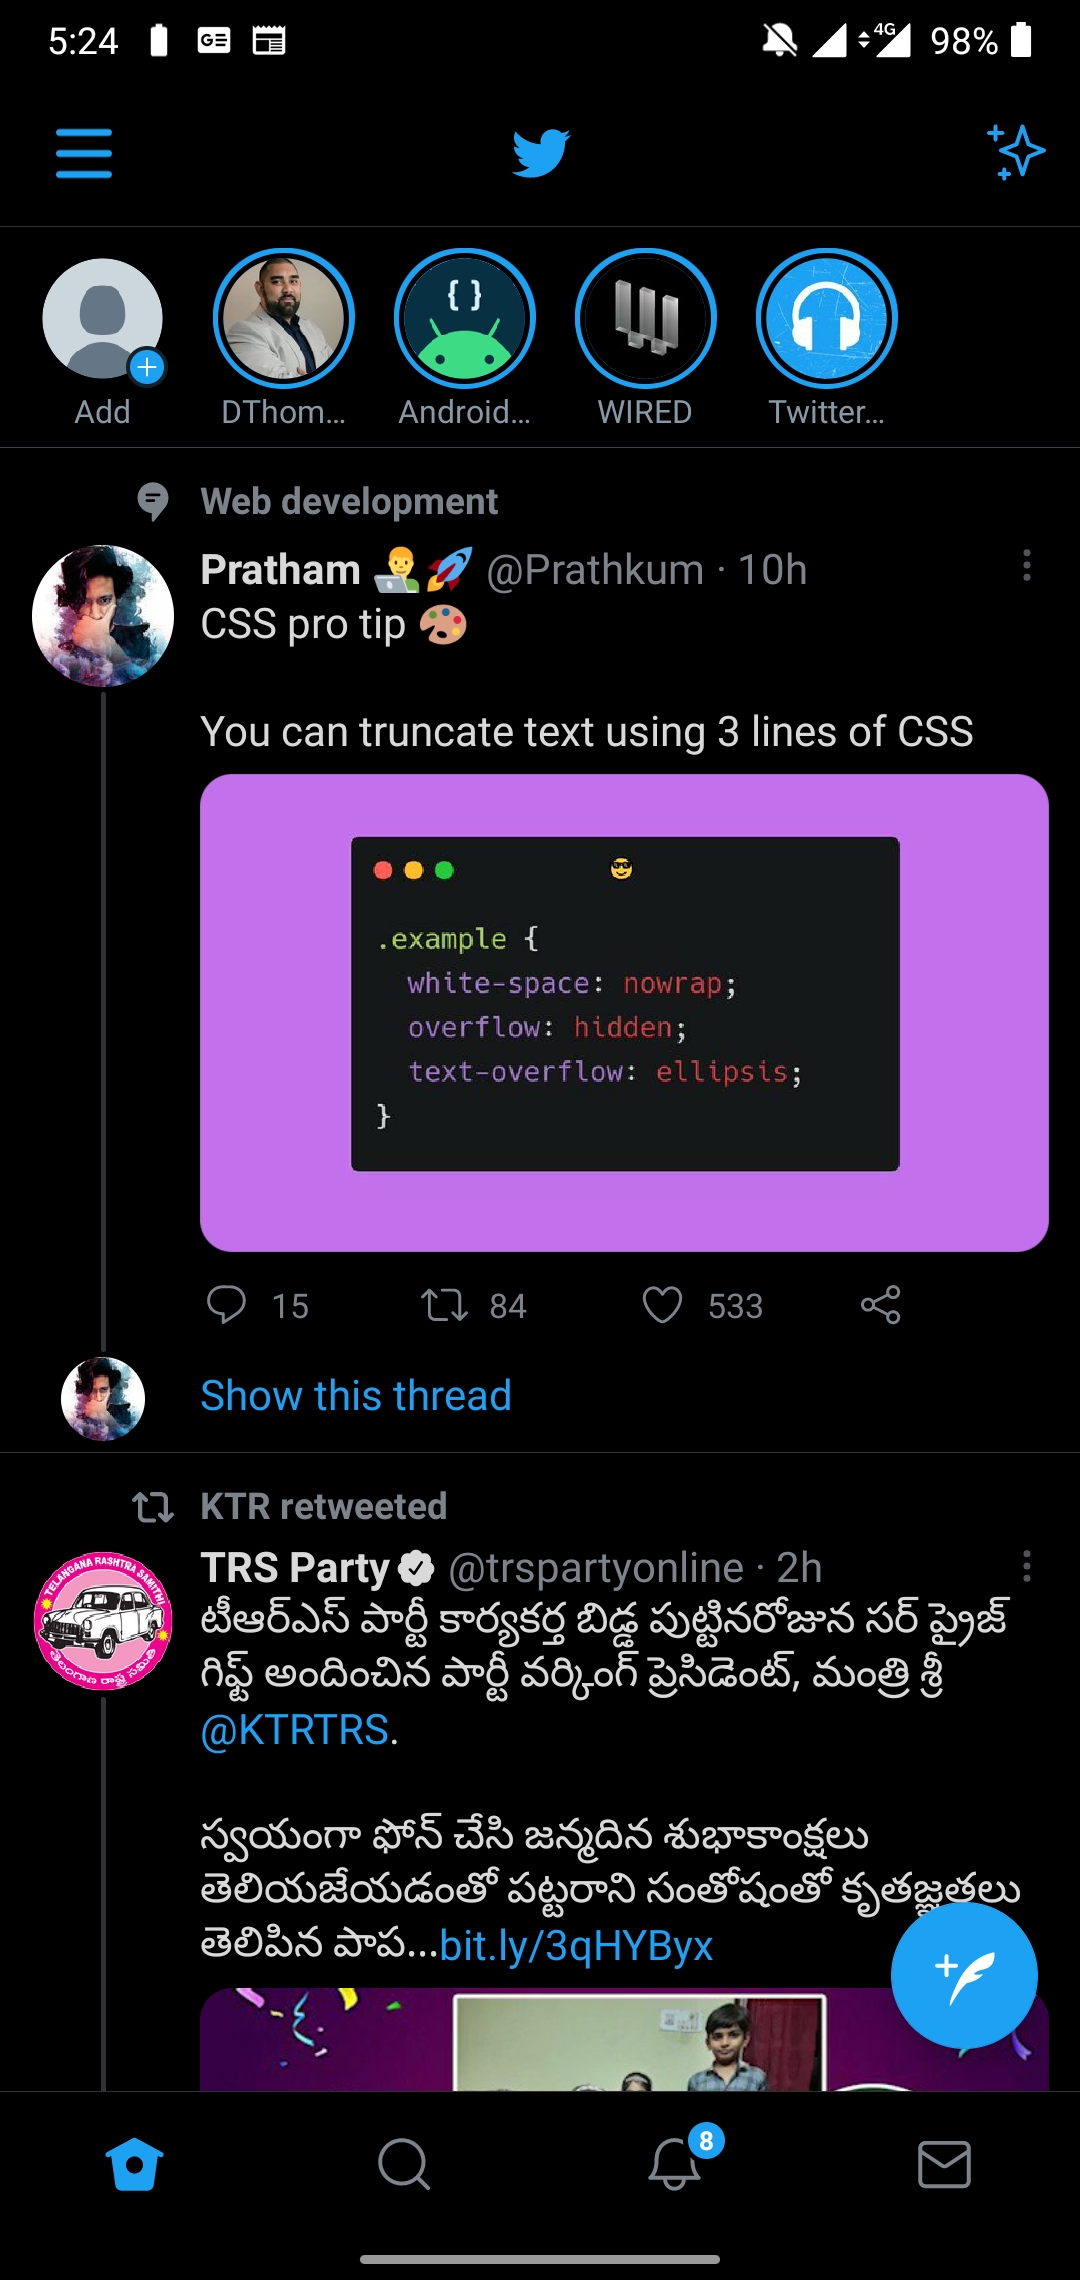 5:24 GE 4G 98%
Add DThom... Android... WIRED Twitter...
Web development
Pratham 👨‍💻🚀 @Prathkum · 10h
CSS pro tip 🎨
You can truncate text using 3 lines of CSS
.example {
white-space: nowrap;
overflow: hidden;
text-overflow: ellipsis;
}
15 84 533
Show this thread
KTR retweeted
TELANGANA RASHTRA SAMITHI
తెలంగాణ రాష్ట్ర సమితి
TRS Party @trspartyonline · 2h
టీఆర్ఎస్ పార్టీ కార్యకర్త బిడ్డ పుట్టినరోజున సర్ ప్రైజ్
గిఫ్ట్ అందించిన పార్టీ వర్కింగ్ ప్రెసిడెంట్, మంత్రి శ్రీ
@KTRTRS.
స్వయంగా ఫోన్ చేసి జన్మదిన శుభాకాంక్షలు
తెలియజేయడంతో పట్టరాని సంతోషంతో కృతజ్ఞతలు
తెలిపిన పాప...bit.ly/3qHYByx
8